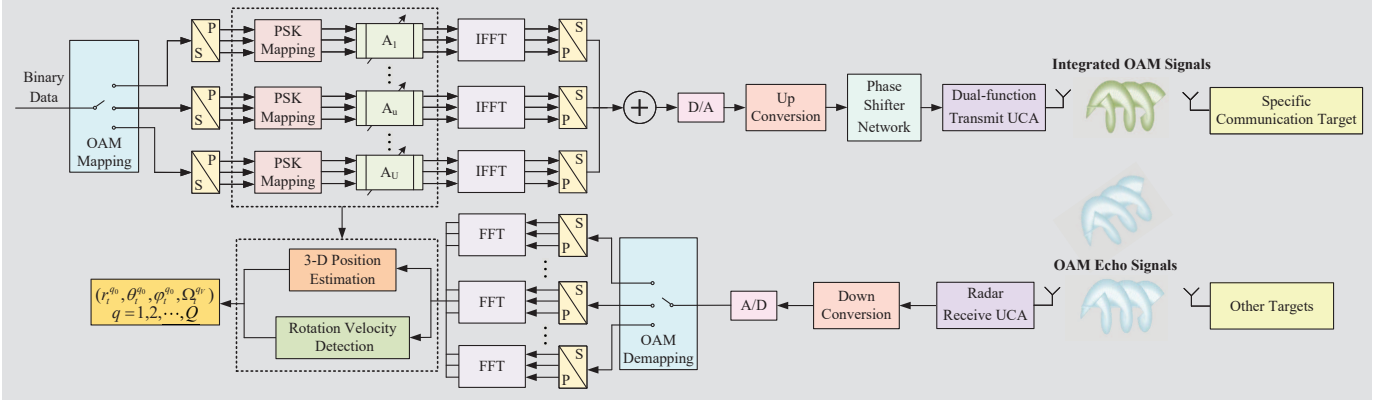 Binary
Data
OAM
Mapping
P
S
PSK
Mapping
A₁
IFFT
S
P
P
S
PSK
Mapping
Aᵤ
IFFT
S
P
P
S
PSK
Mapping
A_U
IFFT
S
P
D/A
Up
Conversion
Phase
Shifter
Network
Dual-function
Transmit UCA
Integrated OAM Signals
Specific
Communication Target
(r_t^{q_0}, θ_t^{q_0}, φ_t^{q_0}, Ω_t^{q_r})
q = 1,2,⋯,Q
3-D Position
Estimation
Rotation Velocity
Detection
FFT
S
P
FFT
S
P
FFT
S
P
OAM
Demapping
A/D
Down
Conversion
Radar
Receive UCA
OAM Echo Signals
Other Targets